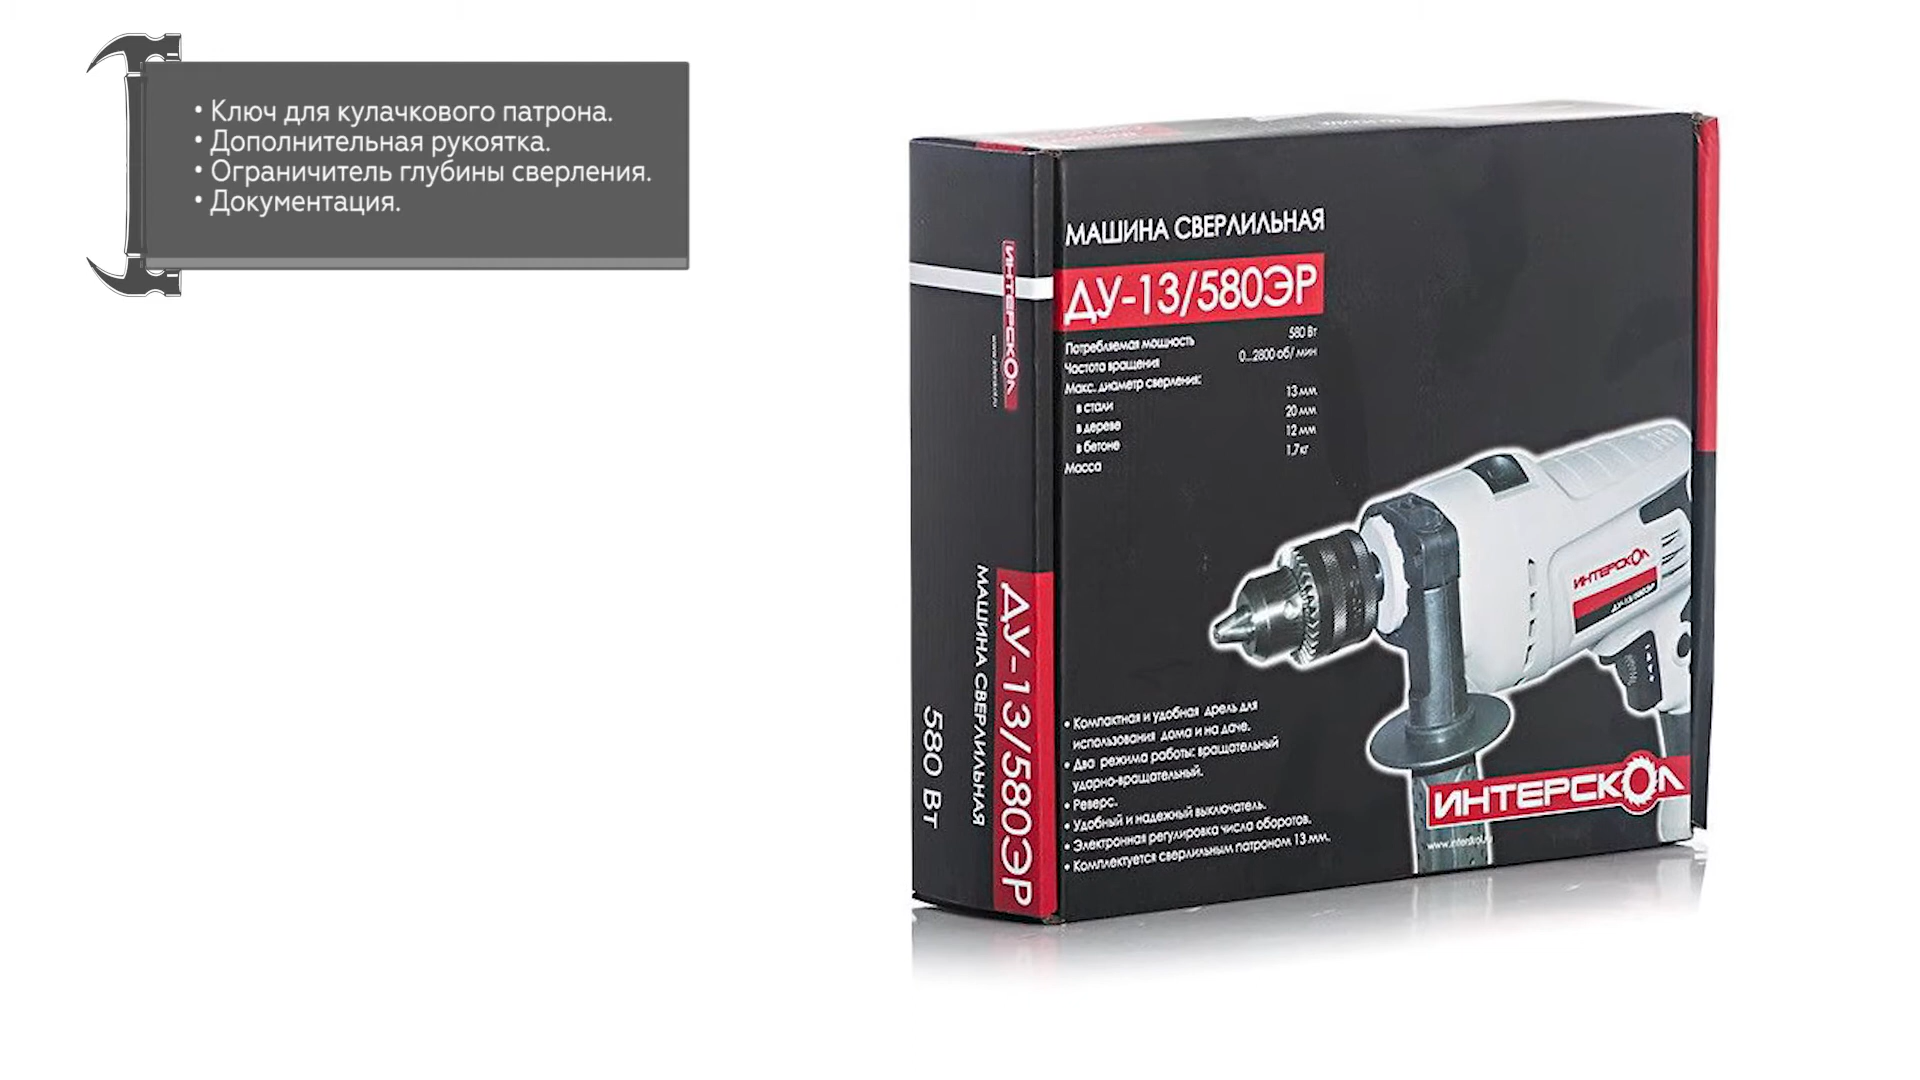 • Ключ для кулачкового патрона.
• Дополнительная рукоятка.
• Ограничитель глубины сверления.
• Документация.
МАШИНА СВЕРЛИЛЬНАЯ
ДУ-13/580ЭР
Потребляемая мощность 580 Вт
Частота вращения 0...2800 об/мин
Макс. диаметр сверления:
в стали 13 мм
в дереве 20 мм
в бетоне 12 мм
Масса 1,7 кг
• Компактная и удобная дрель для
использования дома и на даче.
• Два режима работы: вращательный
ударно-вращательный.
• Реверс.
• Удобный и надежный выключатель.
• Электронная регулировка числа оборотов.
• Комплектуется сверлильным патроном 13 мм.
ИНТЕРСКОЛ
ИНТЕРСКОЛ
ИНТЕРСКОЛ
www.interskol.ru
ДУ-13/580ЭР
МАШИНА СВЕРЛИЛЬНАЯ
580 Вт